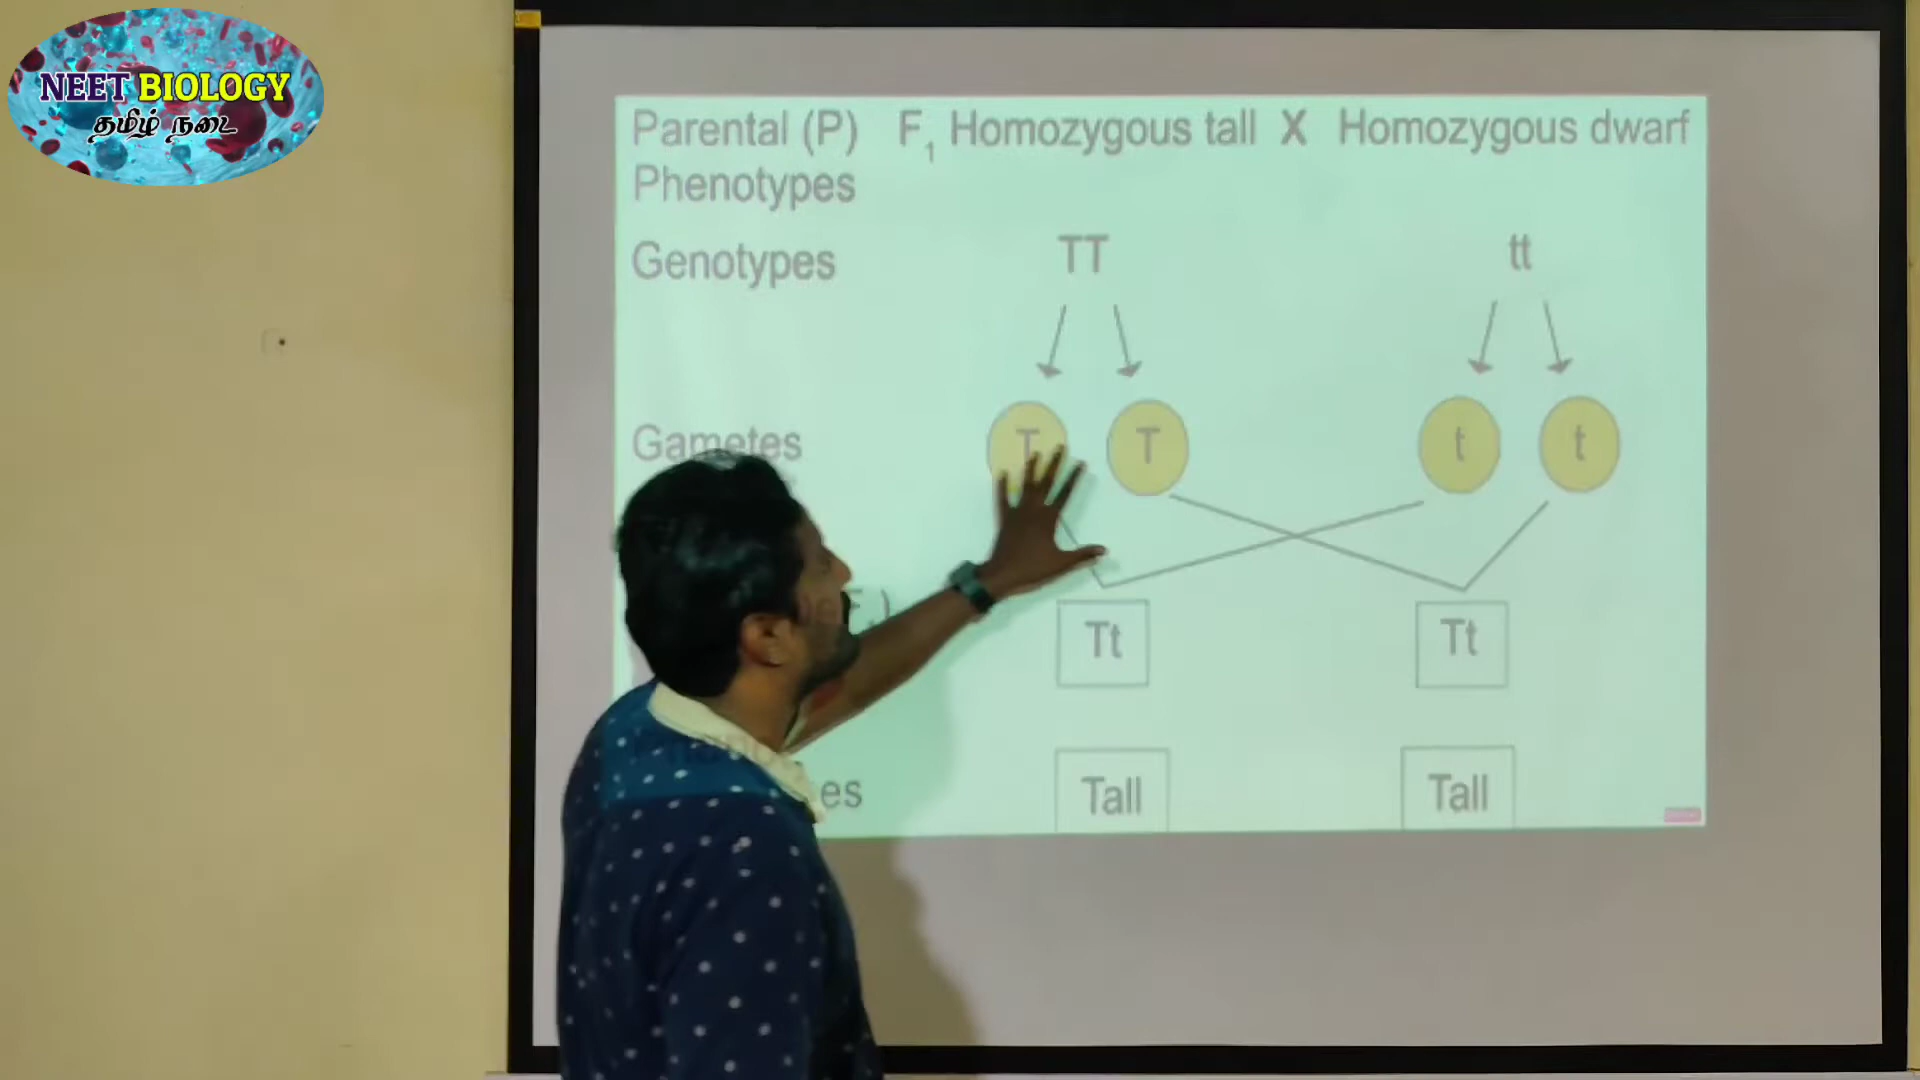 NEET BIOLOGY
தமிழ் நடை
Parental (P) F1 Homozygous tall X Homozygous dwarf
Phenotypes
Genotypes TT tt
Gametes T T t t
Tt Tt
Tall Tall